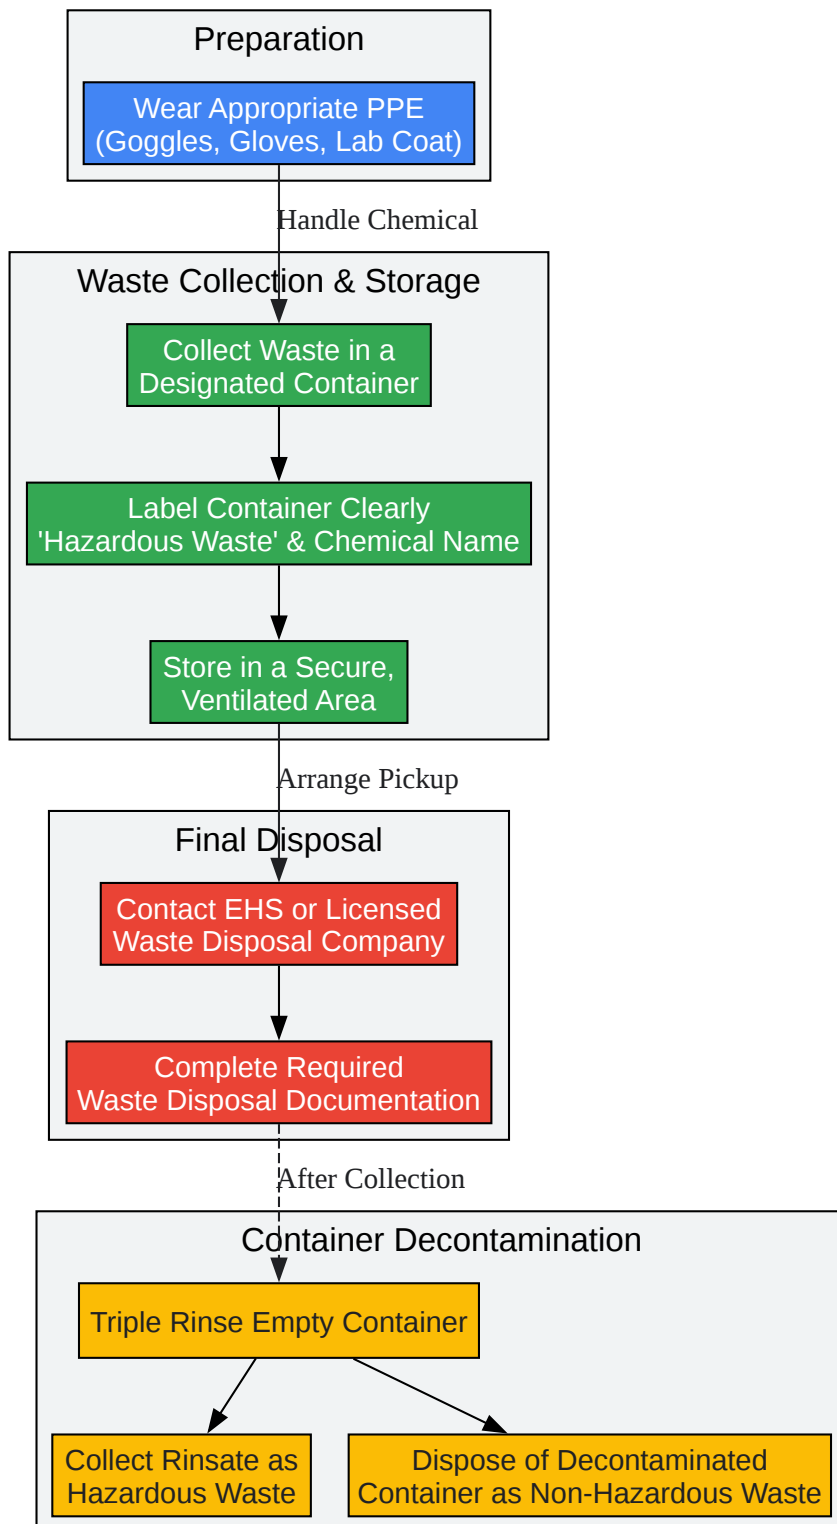 Preparation
Wear Appropriate PPE
(Goggles, Gloves, Lab Coat)
Handle Chemical
Waste Collection & Storage
Collect Waste in a
Designated Container
Label Container Clearly
'Hazardous Waste' & Chemical Name
Store in a Secure,
Ventilated Area
Arrange Pickup
Final Disposal
Contact EHS or Licensed
Waste Disposal Company
Complete Required
Waste Disposal Documentation
After Collection
Container Decontamination
Triple Rinse Empty Container
Collect Rinsate as
Hazardous Waste
Dispose of Decontaminated
Container as Non-Hazardous Waste